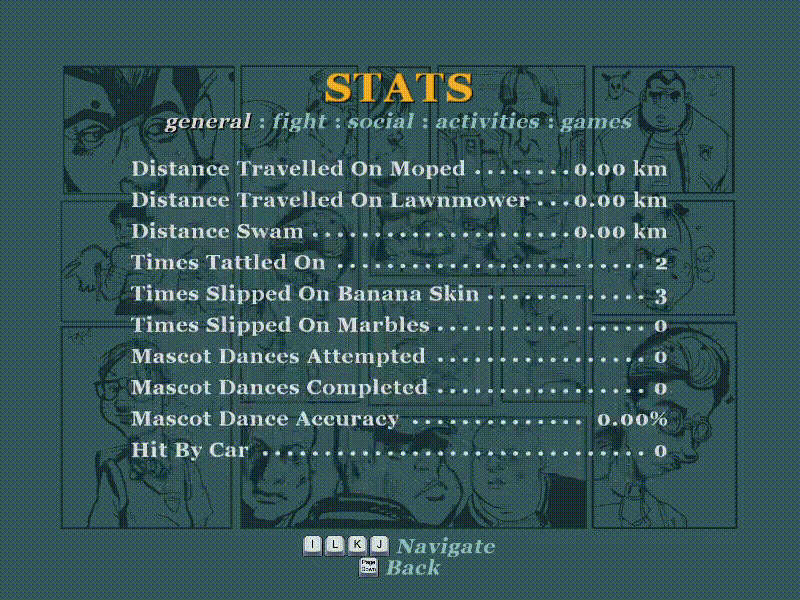 STATS
general : fight : social : activities : games
Distance Travelled On Moped ........0.00 km
Distance Travelled On Lawnmower ...0.00 km
Distance Swam ......................0.00 km
Times Tattled On .......................... 2
Times Slipped On Banana Skin ............. 3
Times Slipped On Marbles .................. 0
Mascot Dances Attempted .................. 0
Mascot Dances Completed .................. 0
Mascot Dance Accuracy .............. 0.00%
Hit By Car ................................. 0
I L K J Navigate
Page Down Back